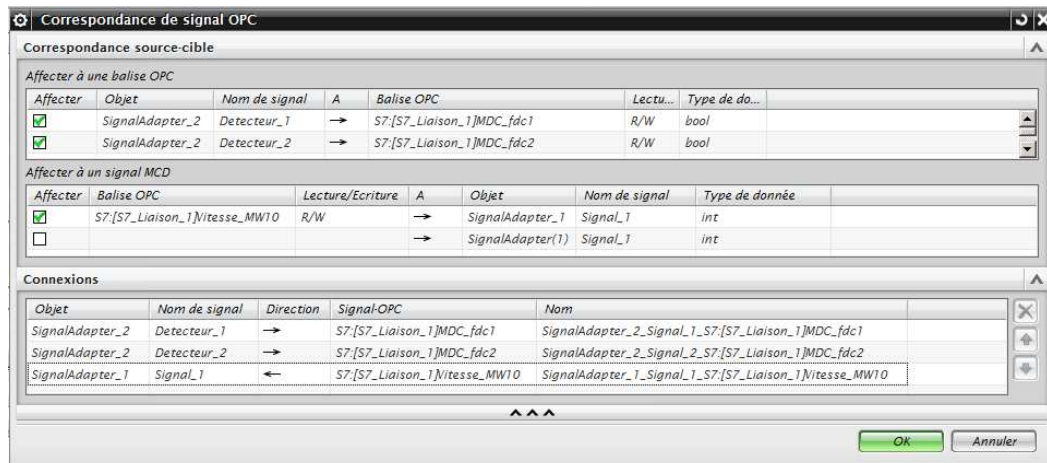 Correspondance de signal OPC
Correspondance source-cible
Affecter à une balise OPC
Affecter Objet Nom de signal A Balise OPC Lectu... Type de do...
SignalAdapter_2 Detecteur_1 → S7:[S7_Liaison_1]MDC_fdc1 R/W bool
SignalAdapter_2 Detecteur_2 → S7:[S7_Liaison_1]MDC_fdc2 R/W bool
Affecter à un signal MCD
Affecter Balise OPC Lecture/Ecriture A Objet Nom de signal Type de donnée
S7:[S7_Liaison_1]Vitesse_MW10 R/W → SignalAdapter_1 Signal_1 int
→ SignalAdapter(1) Signal_1 int
Connexions
Objet Nom de signal Direction Signal-OPC Nom
SignalAdapter_2 Detecteur_1 → S7:[S7_Liaison_1]MDC_fdc1 SignalAdapter_2_Signal_1_S7:[S7_Liaison_1]MDC_fdc1
SignalAdapter_2 Detecteur_2 → S7:[S7_Liaison_1]MDC_fdc2 SignalAdapter_2_Signal_2_S7:[S7_Liaison_1]MDC_fdc2
SignalAdapter_1 Signal_1 ← S7:[S7_Liaison_1]Vitesse_MW10 SignalAdapter_1_Signal_1_S7:[S7_Liaison_1]Vitesse_MW10
OK Annuler